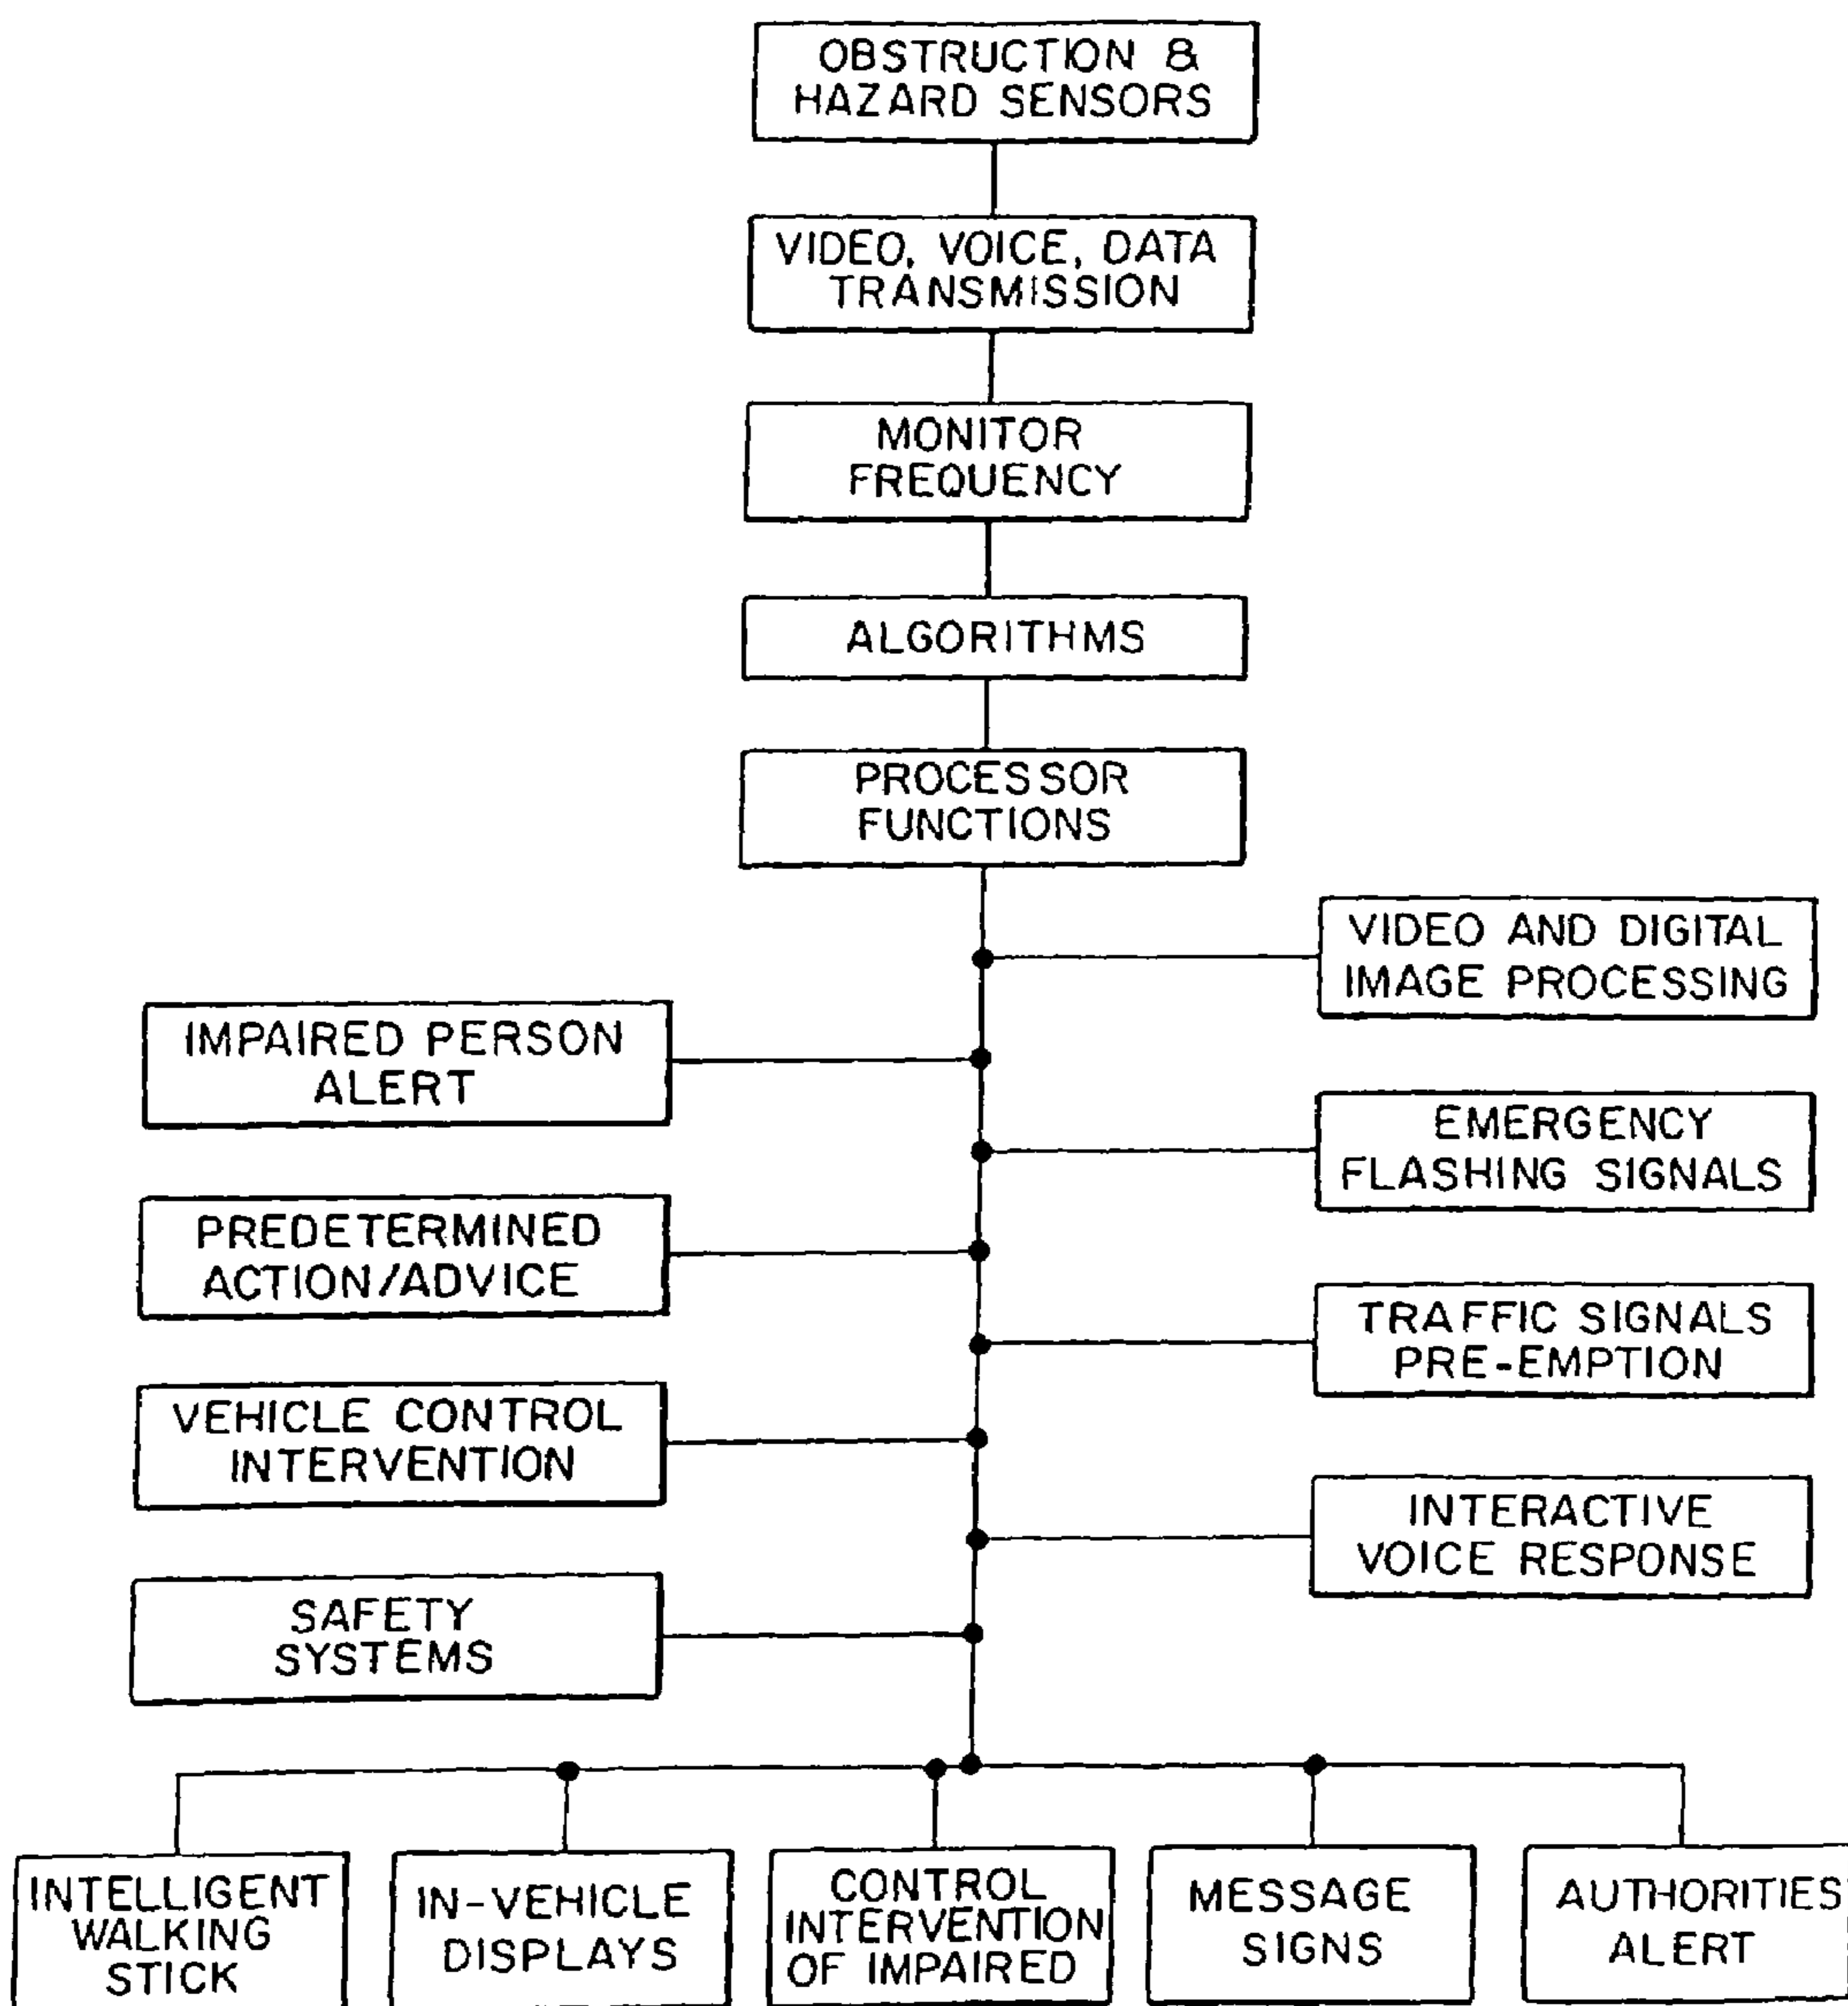 OBSTRUCTION &
HAZARD SENSORS
VIDEO, VOICE, DATA
TRANSMISSION
MONITOR
FREQUENCY
ALGORITHMS
PROCESSOR
FUNCTIONS
VIDEO AND DIGITAL
IMAGE PROCESSING
IMPAIRED PERSON
ALERT
EMERGENCY
FLASHING SIGNALS
PREDETERMINED
ACTION/ADVICE
TRAFFIC SIGNALS
PRE-EMPTION
VEHICLE CONTROL
INTERVENTION
INTERACTIVE
VOICE RESPONSE
SAFETY
SYSTEMS
INTELLIGENT
WALKING
STICK
IN-VEHICLE
DISPLAYS
CONTROL
INTERVENTION
OF IMPAIRED
MESSAGE
SIGNS
AUTHORITIES
ALERT